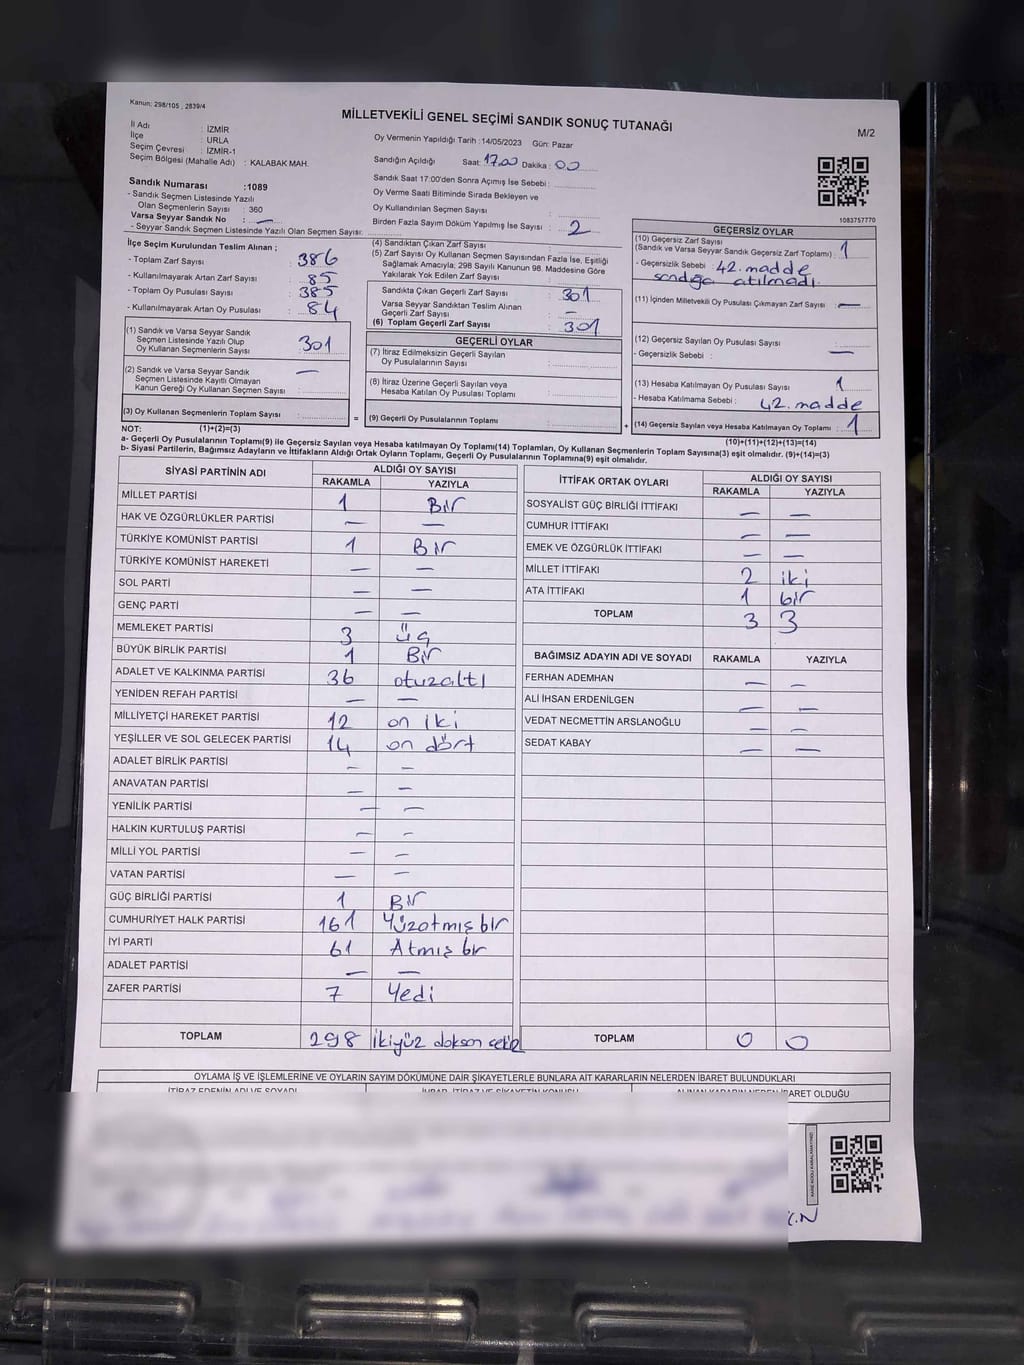 Kanun: 298/105 , 2839/4
MİLLETVEKİLİ GENEL SEÇİMİ SANDIK SONUÇ TUTANAĞI
M/2
İl Adı : İZMİR
İlçe : URLA
Seçim Çevresi : İZMİR-1
Seçim Bölgesi (Mahalle Adı) : KALABAK MAH.
Oy Vermenin Yapıldığı Tarih :14/05/2023 Gün: Pazar
Sandığın Açıldığı Saat: 17.00 Dakika : 00
Sandık Saat 17:00'den Sonra Açımış İse Sebebi :
Oy Verme Saati Bitiminde Sırada Bekleyen ve
Oy Kullandırılan Seçmen Sayısı :
Birden Fazla Sayım Döküm Yapılmış İse Sayısı : 2
1083757770
Sandık Numarası :1089
- Sandık Seçmen Listesinde Yazılı
Olan Seçmenlerin Sayısı : 360
Varsa Seyyar Sandık No : —
- Seyyar Sandık Seçmen Listesinde Yazılı Olan Seçmen Sayısı:
İlçe Seçim Kurulundan Teslim Alınan ;
- Toplam Zarf Sayısı : 386
- Kullanılmayarak Artan Zarf Sayısı : 85
- Toplam Oy Pusulası Sayısı : 385
- Kullanılmayarak Artan Oy Pusulası : 84
(1) Sandık ve Varsa Seyyar Sandık
Seçmen Listesinde Yazılı Olup
Oy Kullanan Seçmenlerin Sayısı : 301
(2) Sandık ve Varsa Seyyar Sandık
Seçmen Listesinde Kayıtlı Olmayan
Kanun Gereği Oy Kullanan Seçmen Sayısı : —
(3) Oy Kullanan Seçmenlerin Toplam Sayısı :
(1)+(2)=(3)
(4) Sandıktan Çıkan Zarf Sayısı :
(5) Zarf Sayısı Oy Kullanan Seçmen Sayısından Fazla İse, Eşitliği
Sağlamak Amacıyla; 298 Sayılı Kanunun 98. Maddesine Göre
Yakılarak Yok Edilen Zarf Sayısı :
Sandıkta Çıkan Geçerli Zarf Sayısı : 301
Varsa Seyyar Sandıktan Teslim Alınan
Geçerli Zarf Sayısı : —
(6) Toplam Geçerli Zarf Sayısı : 301
GEÇERLİ OYLAR
(7) İtiraz Edilmeksizin Geçerli Sayılan
Oy Pusulalarının Sayısı :
(8) İtiraz Üzerine Geçerli Sayılan veya
Hesaba Katılan Oy Pusulası Toplamı :
= (9) Geçerli Oy Pusulalarının Toplamı :
GEÇERSİZ OYLAR
(10) Geçersiz Zarf Sayısı
(Sandık ve Varsa Seyyar Sandık Geçersiz Zarf Toplamı) : 1
- Geçersizlik Sebebi : 42. madde
sandığa atılmadı.
(11) İçinden Milletvekili Oy Pusulası Çıkmayan Zarf Sayısı : —
(12) Geçersiz Sayılan Oy Pusulası Sayısı :
- Geçersizlik Sebebi : —
(13) Hesaba Katılmayan Oy Pusulası Sayısı : 1
- Hesaba Katılmama Sebebi : 42. madde
+ (14) Geçersiz Sayılan veya Hesaba Katılmayan Oy Toplamı : 1
(10)+(11)+(12)+(13)=(14)
NOT:
a- Geçerli Oy Pusulalarının Toplamı(9) ile Geçersiz Sayılan veya Hesaba katılmayan Oy Toplamı(14) Toplamları, Oy Kullanan Seçmenlerin Toplam Sayısına(3) eşit olmalıdır. (9)+(14)=(3)
b- Siyasi Partilerin, Bağımsız Adayların ve İttifakların Aldığı Ortak Oyların Toplamı, Geçerli Oy Pusulalarının Toplamına(9) eşit olmalıdır.
SİYASİ PARTİNİN ADI ALDIĞI OY SAYISI
RAKAMLA YAZIYLA
MİLLET PARTİSİ 1 Bir
HAK VE ÖZGÜRLÜKLER PARTİSİ — —
TÜRKİYE KOMÜNİST PARTİSİ 1 Bir
TÜRKİYE KOMÜNİST HAREKETİ — —
SOL PARTİ — —
GENÇ PARTİ — —
MEMLEKET PARTİSİ 3 üç
BÜYÜK BİRLİK PARTİSİ 1 Bir
ADALET VE KALKINMA PARTİSİ 36 otuzaltı
YENİDEN REFAH PARTİSİ — —
MİLLİYETÇİ HAREKET PARTİSİ 12 on iki
YEŞİLLER VE SOL GELECEK PARTİSİ 14 on dört
ADALET BİRLİK PARTİSİ — —
ANAVATAN PARTİSİ — —
YENİLİK PARTİSİ — —
HALKIN KURTULUŞ PARTİSİ — —
MİLLİ YOL PARTİSİ — —
VATAN PARTİSİ — —
GÜÇ BİRLİĞİ PARTİSİ 1 Bir
CUMHURİYET HALK PARTİSİ 161 Yüzatmış bir
İYİ PARTİ 61 Atmış bir
ADALET PARTİSİ — —
ZAFER PARTİSİ 7 Yedi
TOPLAM 298 ikiyüz doksan sekiz
İTTİFAK ORTAK OYLARI ALDIĞI OY SAYISI
RAKAMLA YAZIYLA
SOSYALİST GÜÇ BİRLİĞİ İTTİFAKI — —
CUMHUR İTTİFAKI — —
EMEK VE ÖZGÜRLÜK İTTİFAKI — —
MİLLET İTTİFAKI 2 iki
ATA İTTİFAKI 1 bir
TOPLAM 3 3
BAĞIMSIZ ADAYIN ADI VE SOYADI RAKAMLA YAZIYLA
FERHAN ADEMHAN — —
ALİ İHSAN ERDENİLGEN — —
VEDAT NECMETTİN ARSLANOĞLU — —
SEDAT KABAY — —
TOPLAM 0 0
OYLAMA İŞ VE İŞLEMLERİNE VE OYLARIN SAYIM DÖKÜMÜNE DAİR ŞİKAYETLERLE BUNLARA AİT KARARLARIN NELERDEN İBARET BULUNDUKLARI
İTİRAZ EDENİN ADI VE SOYADI
İBARET OLDUĞU